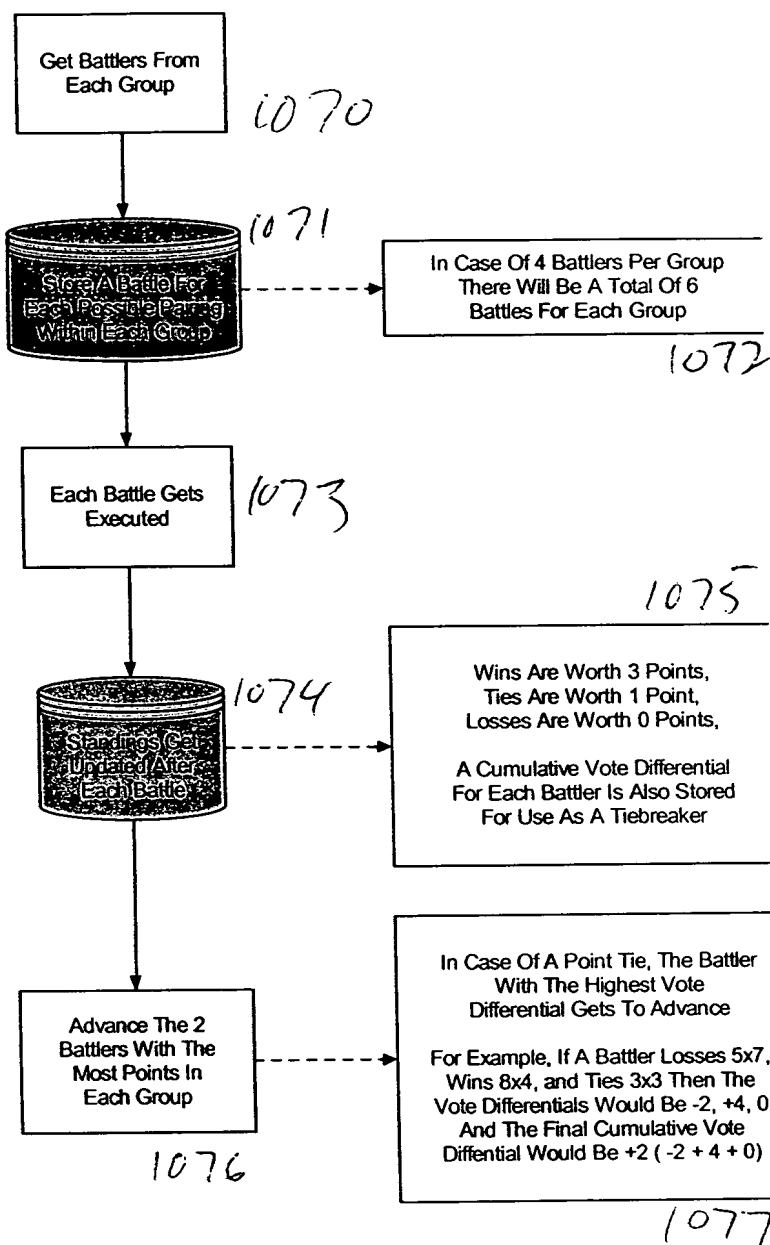 Get Battlers From
Each Group
1070
1071
Store A Battle For
Each Possible Pairing
Within Each Group
In Case Of 4 Battlers Per Group
There Will Be A Total Of 6
Battles For Each Group
1072
Each Battle Gets
Executed
1073
1075
1074
Standings Get
Updated After
Each Battle
Wins Are Worth 3 Points,
Ties Are Worth 1 Point,
Losses Are Worth 0 Points,
A Cumulative Vote Differential
For Each Battler Is Also Stored
For Use As A Tiebreaker
Advance The 2
Battlers With The
Most Points In
Each Group
1076
In Case Of A Point Tie, The Battler
With The Highest Vote
Differential Gets To Advance
For Example, If A Battler Losses 5x7,
Wins 8x4, and Ties 3x3 Then The
Vote Differentials Would Be -2, +4, 0
And The Final Cumulative Vote
Diffential Would Be +2 ( -2 + 4 + 0)
1077